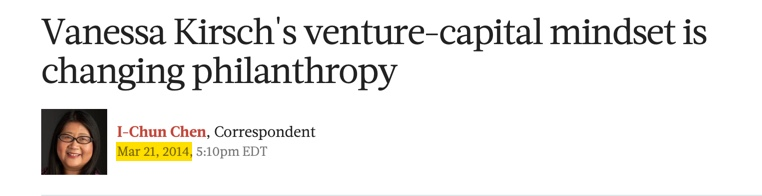 Vanessa Kirsch's venture-capital mindset is
changing philanthropy
I-Chun Chen, Correspondent
Mar 21, 2014, 5:10pm EDT